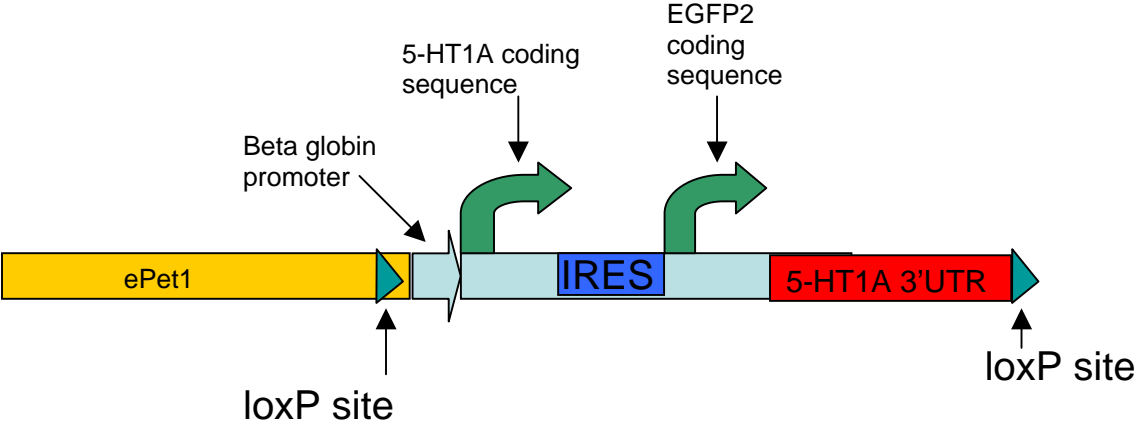 EGFP2
coding
sequence
5-HT1A coding
sequence
Beta globin
promoter
ePet1
IRES
5-HT1A 3’UTR
loxP site
loxP site